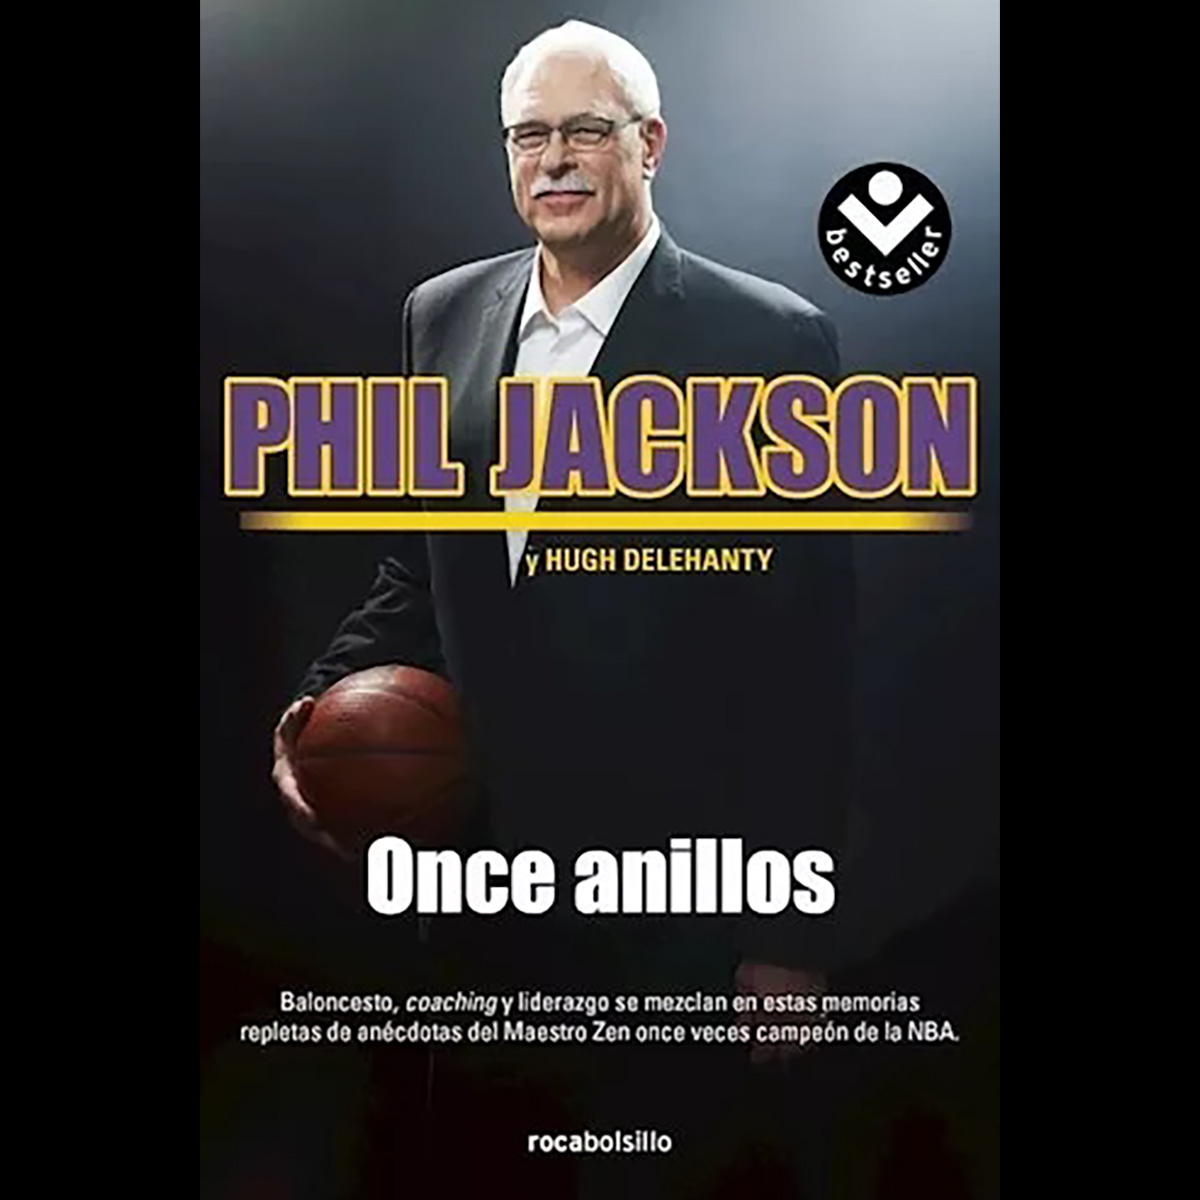 bestseller
PHIL JACKSON
y HUGH DELEHANTY
Once anillos
Baloncesto, coaching y liderazgo se mezclan en estas memorias
repletas de anécdotas del Maestro Zen once veces campeón de la NBA.
rocabolsillo